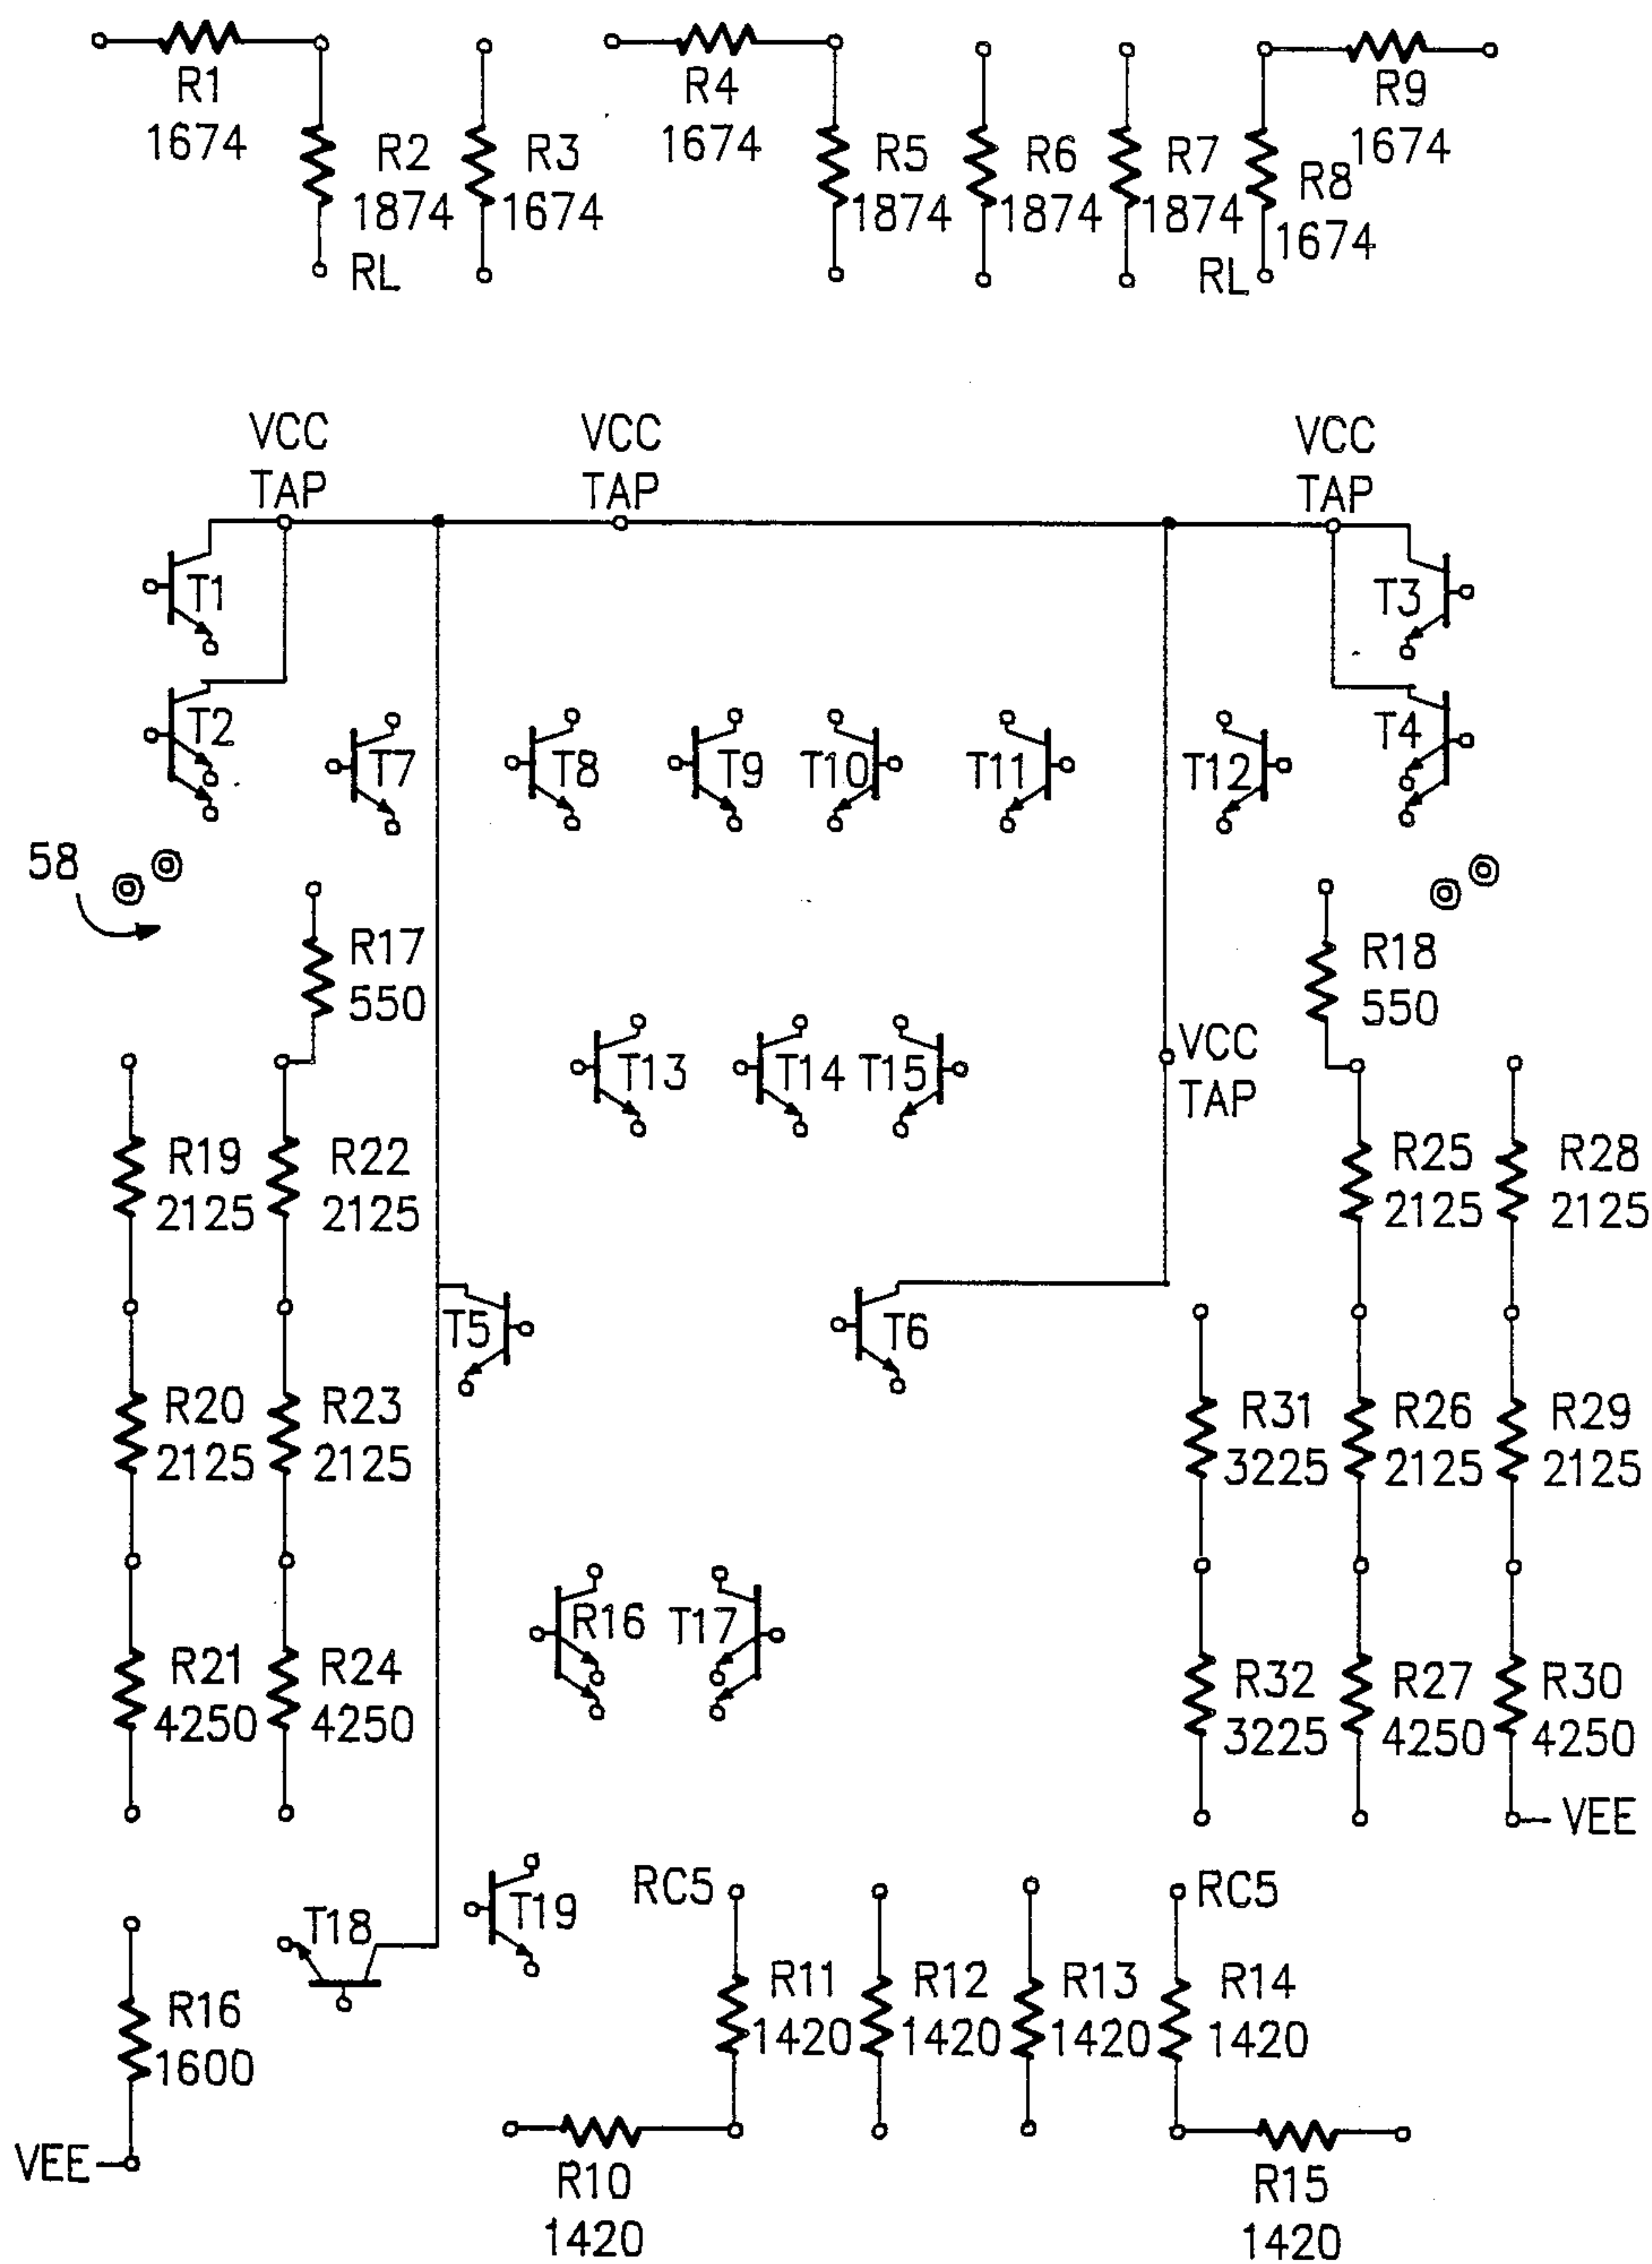 R1
1674
R2
1874
RL
R3
1674
R4
1674
R5
1874
R6
1874
R7
1874
R8
1674
RL
R9
1674
VCC
TAP
VCC
TAP
VCC
TAP
T1
T3
T2
T4
T7
T8
T9
T10
T11
T12
58
R17
550
R18
550
T13
T14
T15
VCC
TAP
R19
2125
R22
2125
R25
2125
R28
2125
T5
T6
R20
2125
R23
2125
R31
3225
R26
2125
R29
2125
R16
T17
R21
4250
R24
4250
R32
3225
R27
4250
R30
4250
VEE
T18
T19
RC5
RC5
R16
1600
R11
1420
R12
1420
R13
1420
R14
1420
VEE
R10
1420
R15
1420